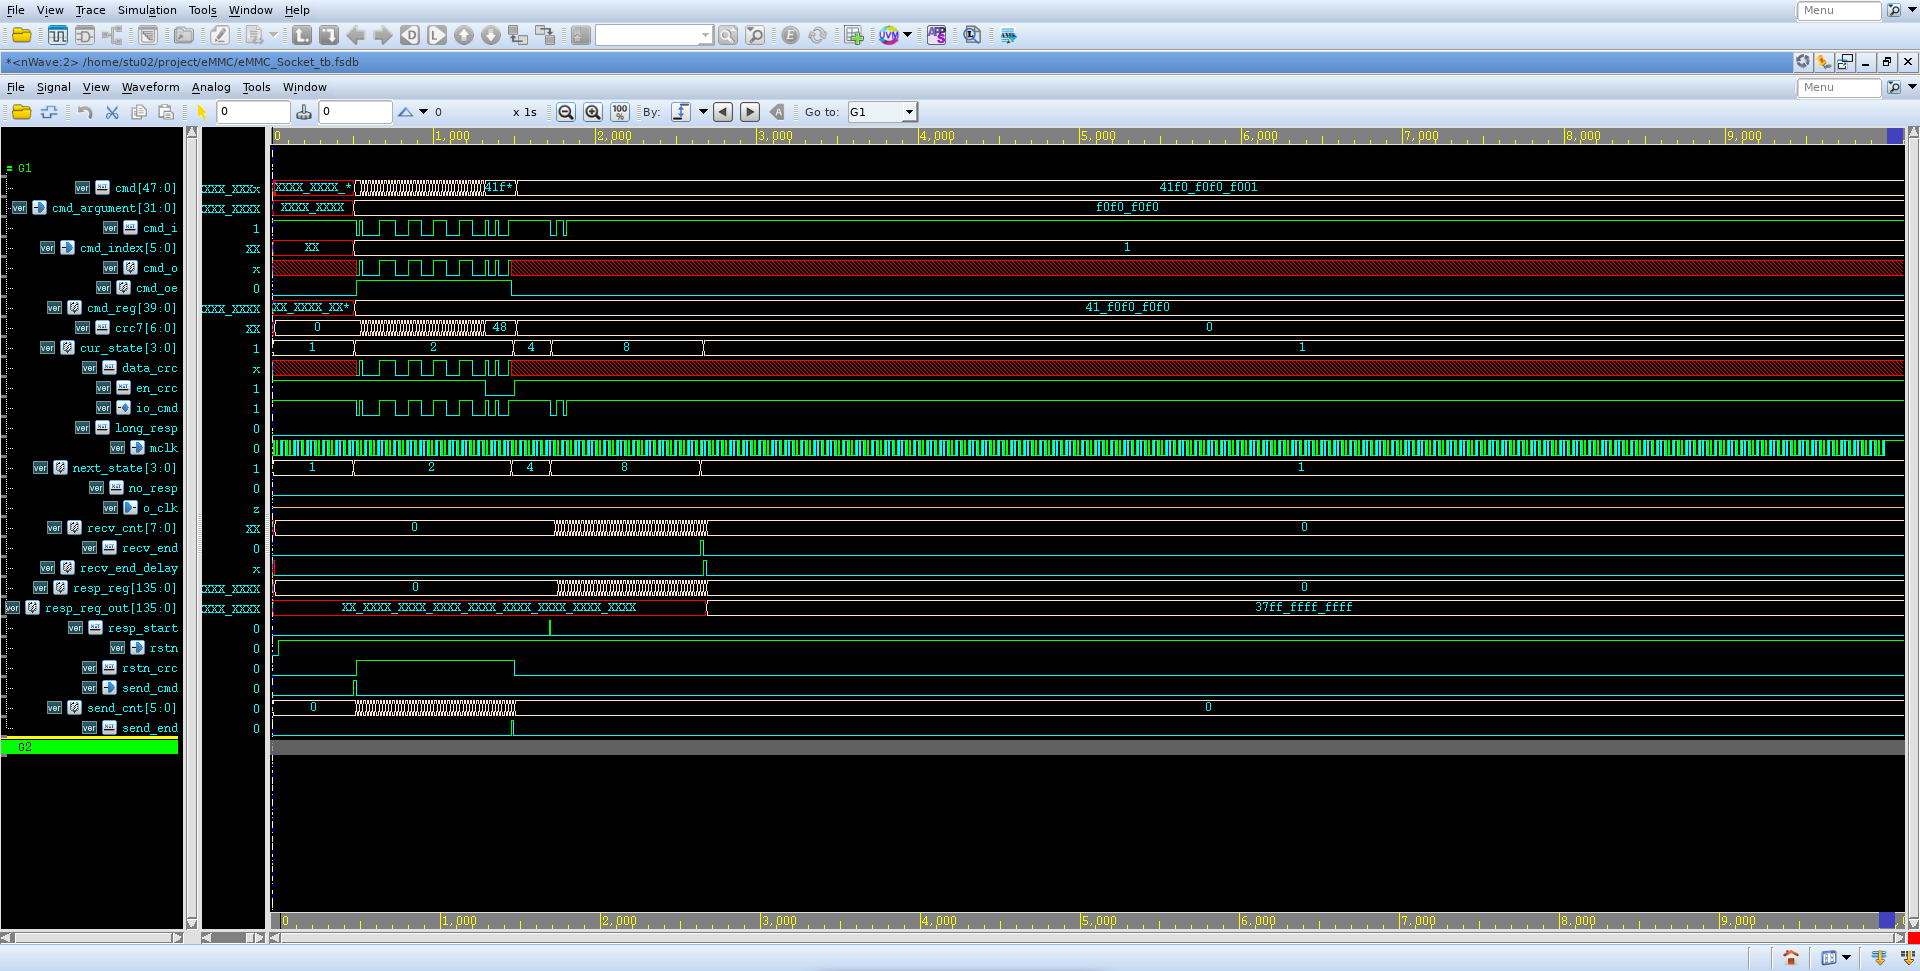 File View Trace Simulation Tools Window Help Menu
*<nWave:2> /home/stu02/project/eMMC/eMMC_Socket_tb.fsdb
File Signal View Waveform Analog Tools Window Menu
0 0 0 x 1s 100 % By: Go to: G1
0 1,000 2,000 3,000 4,000 5,000 6,000 7,000 8,000 9,000
G1
cmd[47:0] XXXX_XXXX_* 41f* 41f0_f0f0_f001
cmd_argument[31:0] XXXX_XXXX f0f0_f0f0
cmd_i 1
cmd_index[5:0] XX XX 1
cmd_o x
cmd_oe 0
cmd_reg[39:0] XX_XXXX_XX* 41_f0f0_f0f0
crc7[6:0] XX 0 48 0
cur_state[3:0] 1 1 2 4 8 1
data_crc x
en_crc 1
io_cmd 1
long_resp 0
mclk 0
next_state[3:0] 1 1 2 4 8 1
no_resp 0
o_clk z
recv_cnt[7:0] XX 0 0
recv_end 0
recv_end_delay x
resp_reg[135:0] XXX_XXXX 0 0
resp_reg_out[135:0] XXX_XXXX XX_XXXX_XXXX_XXXX_XXXX_XXXX_XXXX_XXXX_XXXX 37ff_ffff_ffff
resp_start 0
rstn 0
rstn_crc 0
send_cmd 0
send_cnt[5:0] 0 0 0
send_end 0
G2
0 1,000 2,000 3,000 4,000 5,000 6,000 7,000 8,000 9,000